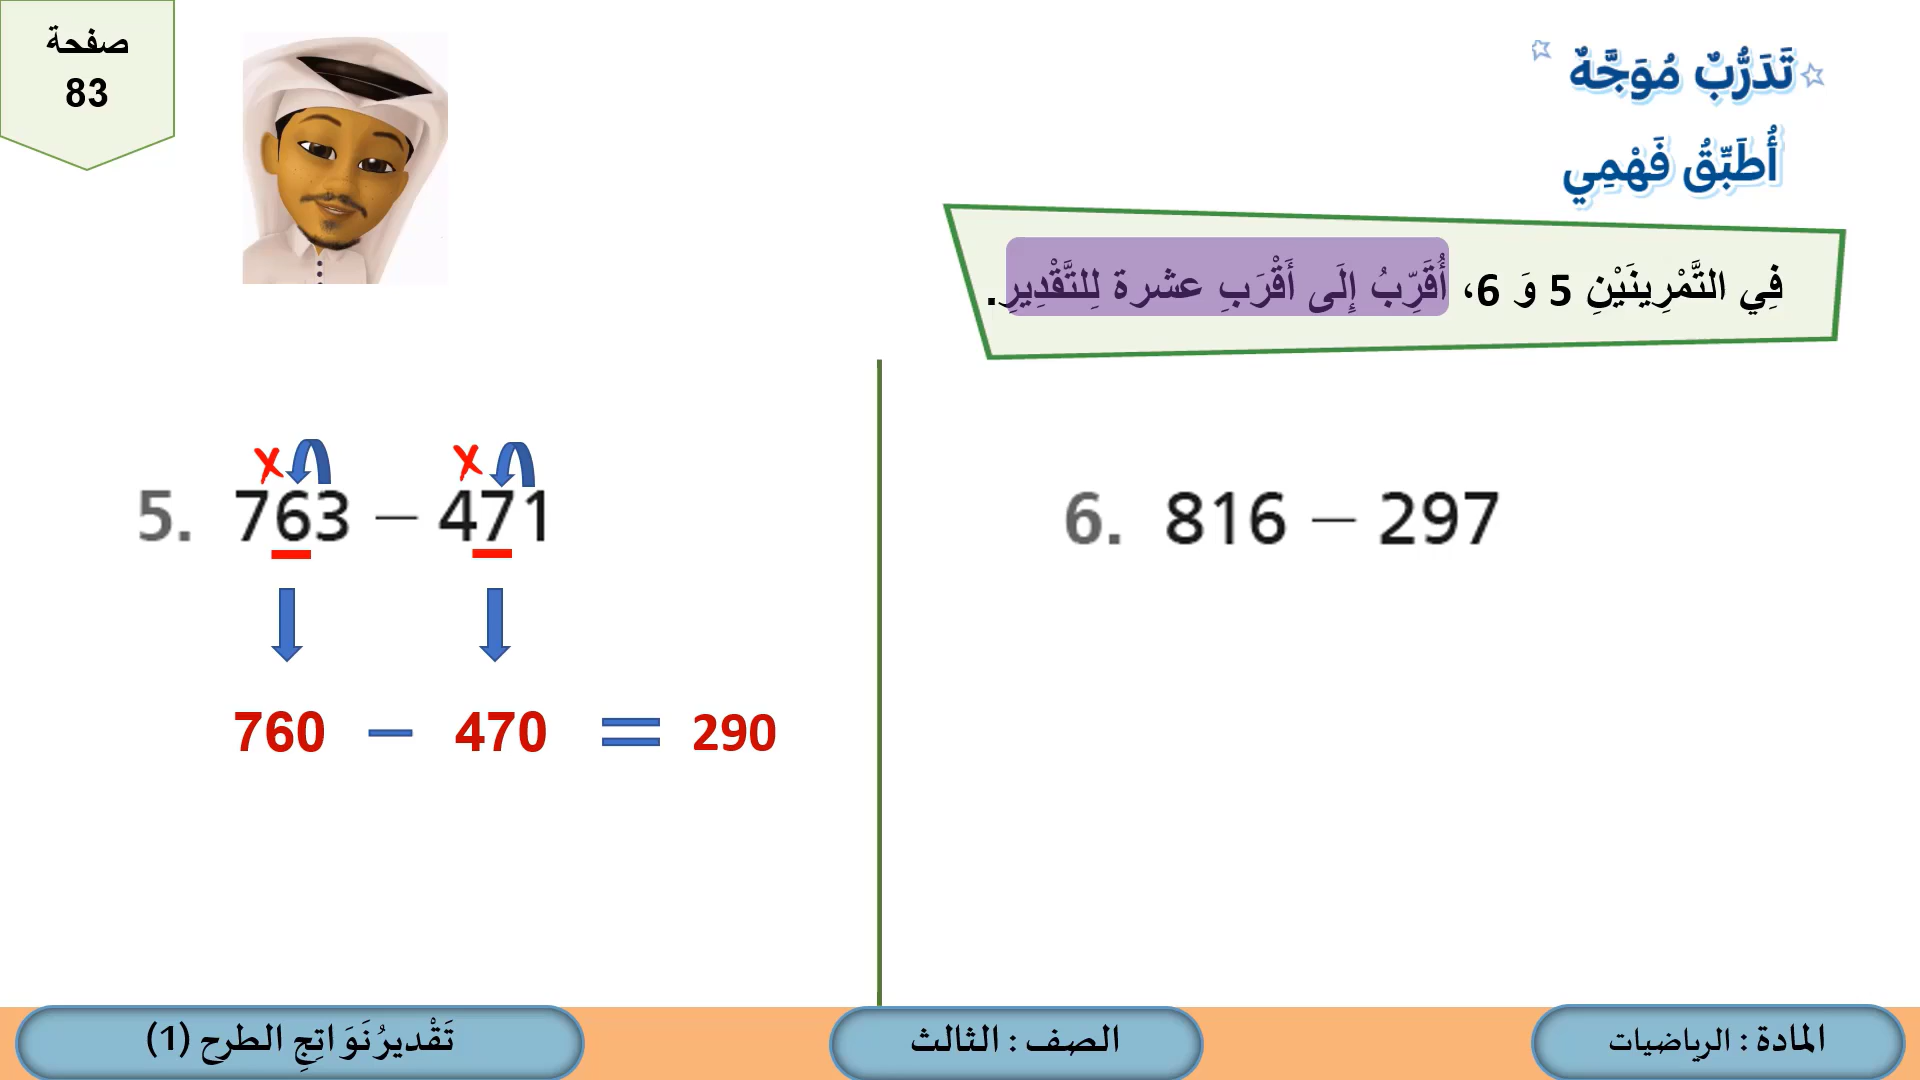 صفحة
83
تَدَرُّبٌ مُوَجَّهٌ
أُطَبِّقُ فَهْمِي
فِي التَّمْرِينَيْنِ 5 وَ 6، أُقَرِّبُ إِلَى أَقْرَبِ عشرة لِلتَّقْدِيرِ.
5. 763 – 471
760 – 470 = 290
6. 816 – 297
المادة : الرياضيات
الصف : الثالث
تَقْديرُ نَوَاتِجِ الطرح (1)